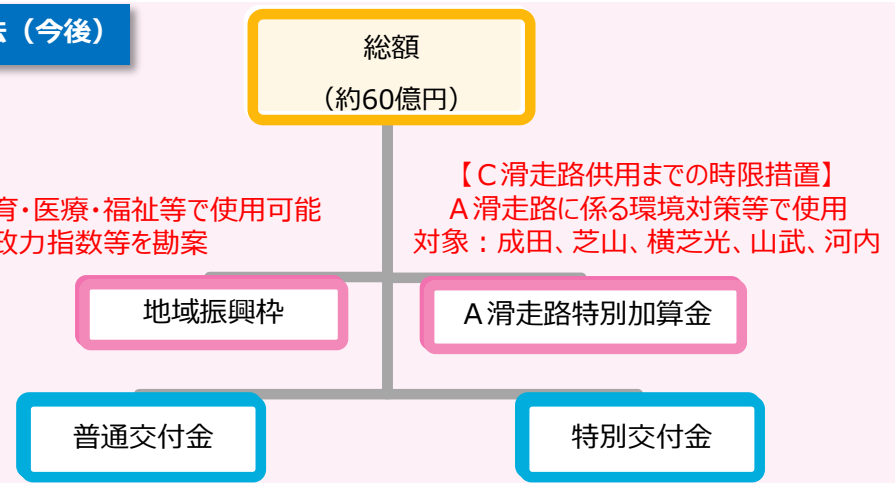 法（今後）
総額
（約60億円）
育・医療・福祉等で使用可能
政力指数等を勘案
【C滑走路供用までの時限措置】
A滑走路に係る環境対策等で使用
対象：成田、芝山、横芝光、山武、河内
地域振興枠
A滑走路特別加算金
普通交付金
特別交付金